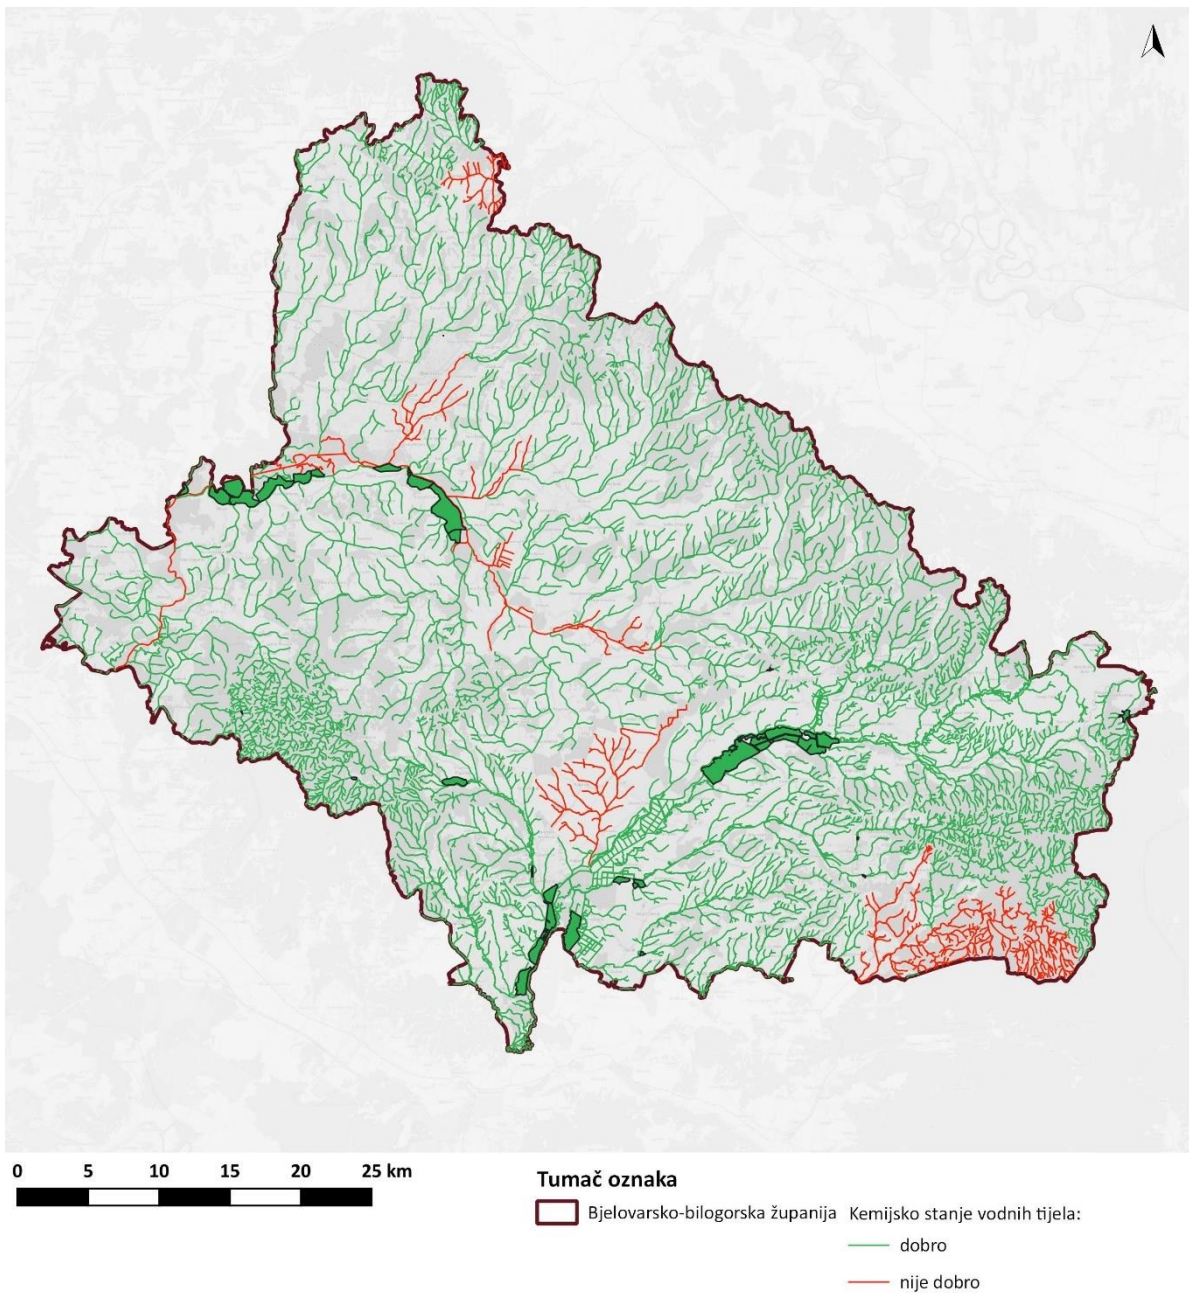 0 5 10 15 20 25 km
Tumač oznaka
Bjelovarsko-bilogorska županija
Kemijsko stanje vodnih tijela:
dobro
nije dobro